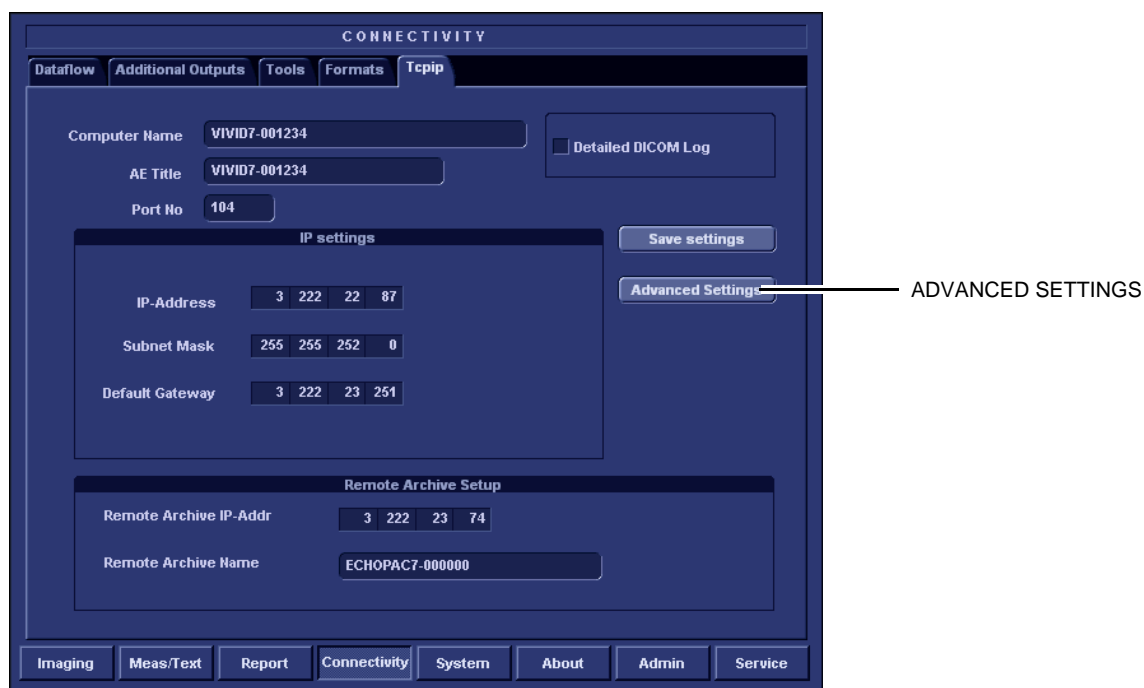 CONNECTIVITY
Dataflow Additional Outputs Tools Formats Tcpip
Computer Name VIVID7-001234
Detailed DICOM Log
AE Title VIVID7-001234
Port No 104
IP settings
Save settings
IP-Address 3 222 22 87
Advanced Settings
ADVANCED SETTINGS
Subnet Mask 255 255 252 0
Default Gateway 3 222 23 251
Remote Archive Setup
Remote Archive IP-Addr 3 222 23 74
Remote Archive Name ECHOPAC7-000000
Imaging Meas/Text Report Connectivity System About Admin Service